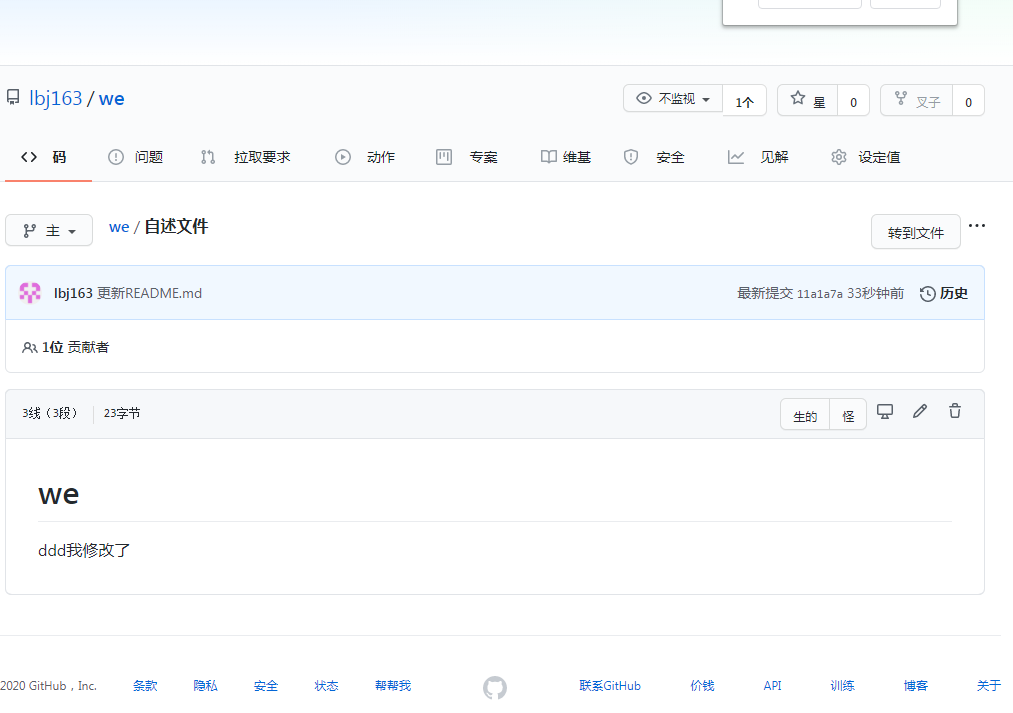 lbj163 / we
不监视 1个 星 0 叉子 0
码 问题 拉取要求 动作 专案 维基 安全 见解 设定值
主 we / 自述文件 转到文件 ...
lbj163 更新README.md 最新提交 11a1a7a 33秒钟前 历史
1位 贡献者
3线（3段） 23字节 生的 怪
we
ddd我修改了
2020 GitHub，Inc. 条款 隐私 安全 状态 帮帮我 联系GitHub 价钱 API 训练 博客 关于